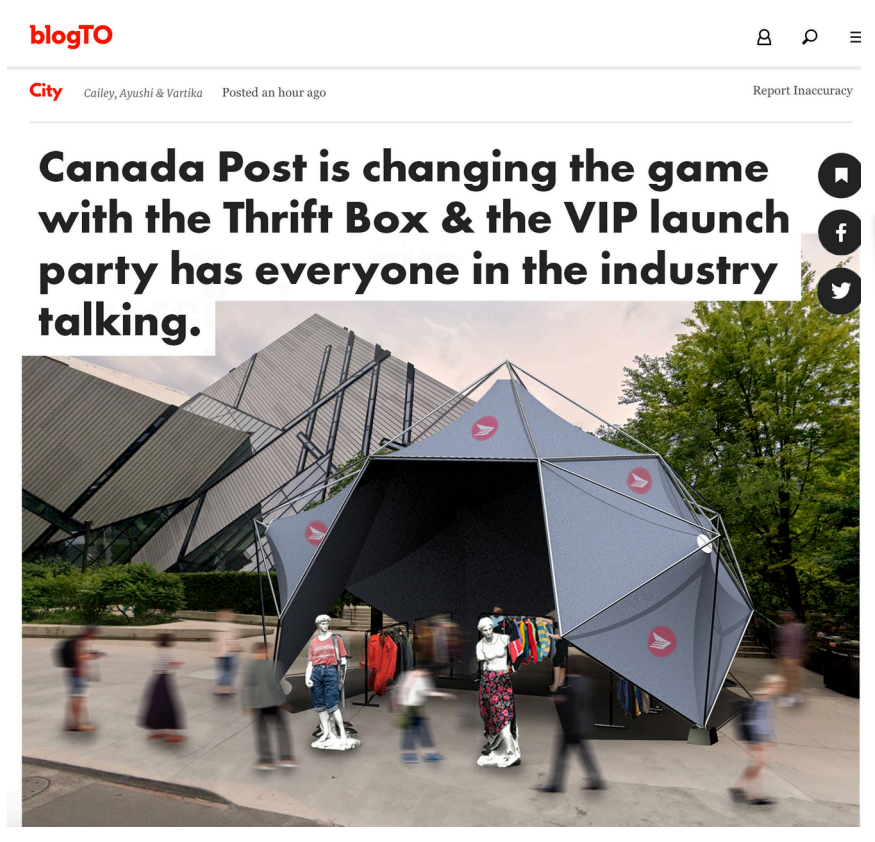 blogTO
City Cailey, Ayushi & Vartika Posted an hour ago Report Inaccuracy
Canada Post is changing the game
with the Thrift Box & the VIP launch
party has everyone in the industry
talking.